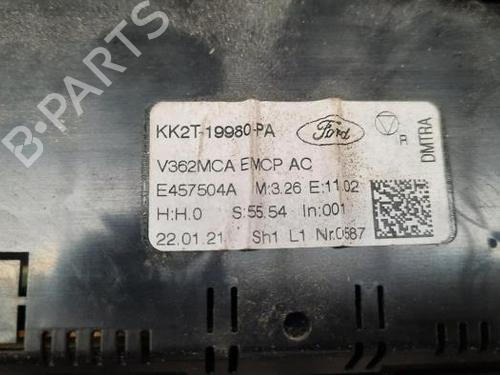 KK2T-19980-PA
Ford
R
DMTRA
V362MCA EMCP AC
E457504A M:3.26 E:11.02
H:H.0 S:55.54 In:001
22.01.21 Sh1 L1 Nr.0587
B-PARTS